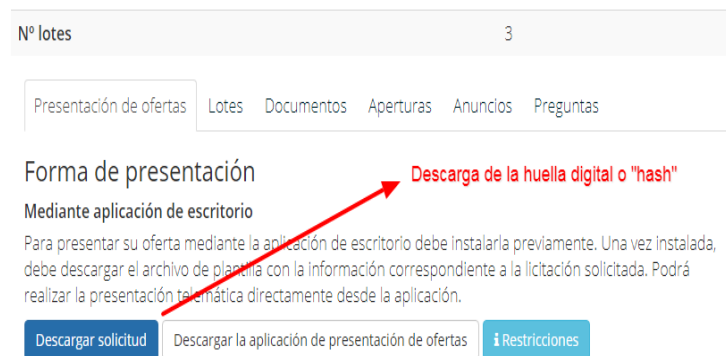 Nº lotes 3
Presentación de ofertas Lotes Documentos Aperturas Anuncios Preguntas
Forma de presentación
Descarga de la huella digital o "hash"
Mediante aplicación de escritorio
Para presentar su oferta mediante la aplicación de escritorio debe instalarla previamente. Una vez instalada,
debe descargar el archivo de plantilla con la información correspondiente a la licitación solicitada. Podrá
realizar la presentación telemática directamente desde la aplicación.
Descargar solicitud Descargar la aplicación de presentación de ofertas i Restricciones